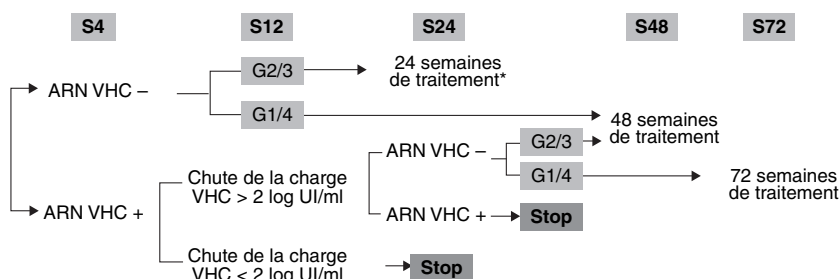 S4 S12 S24 S48 S72
24 semaines
de traitement*
G2/3
ARN VHC –
G1/4
48 semaines
de traitement
ARN VHC –
G2/3
G1/4
72 semaines
de traitement
Chute de la charge
VHC > 2 log UI/ml
ARN VHC +
ARN VHC +
Stop
Chute de la charge
VHC < 2 log UI/ml
Stop